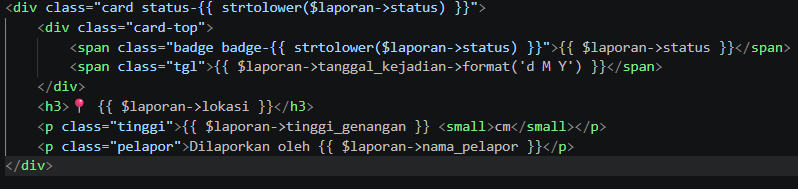 <div class="card status-{{ strtolower($laporan->status) }}">
    <div class="card-top">
        <span class="badge badge-{{ strtolower($laporan->status) }}">{{ $laporan->status }}</span>
        <span class="tgl">{{ $laporan->tanggal_kejadian->format('d M Y') }}</span>
    </div>
    <h3>📍 {{ $laporan->lokasi }}</h3>
    <p class="tinggi">{{ $laporan->tinggi_genangan }} <small>cm</small></p>
    <p class="pelapor">Dilaporkan oleh {{ $laporan->nama_pelapor }}</p>
</div>